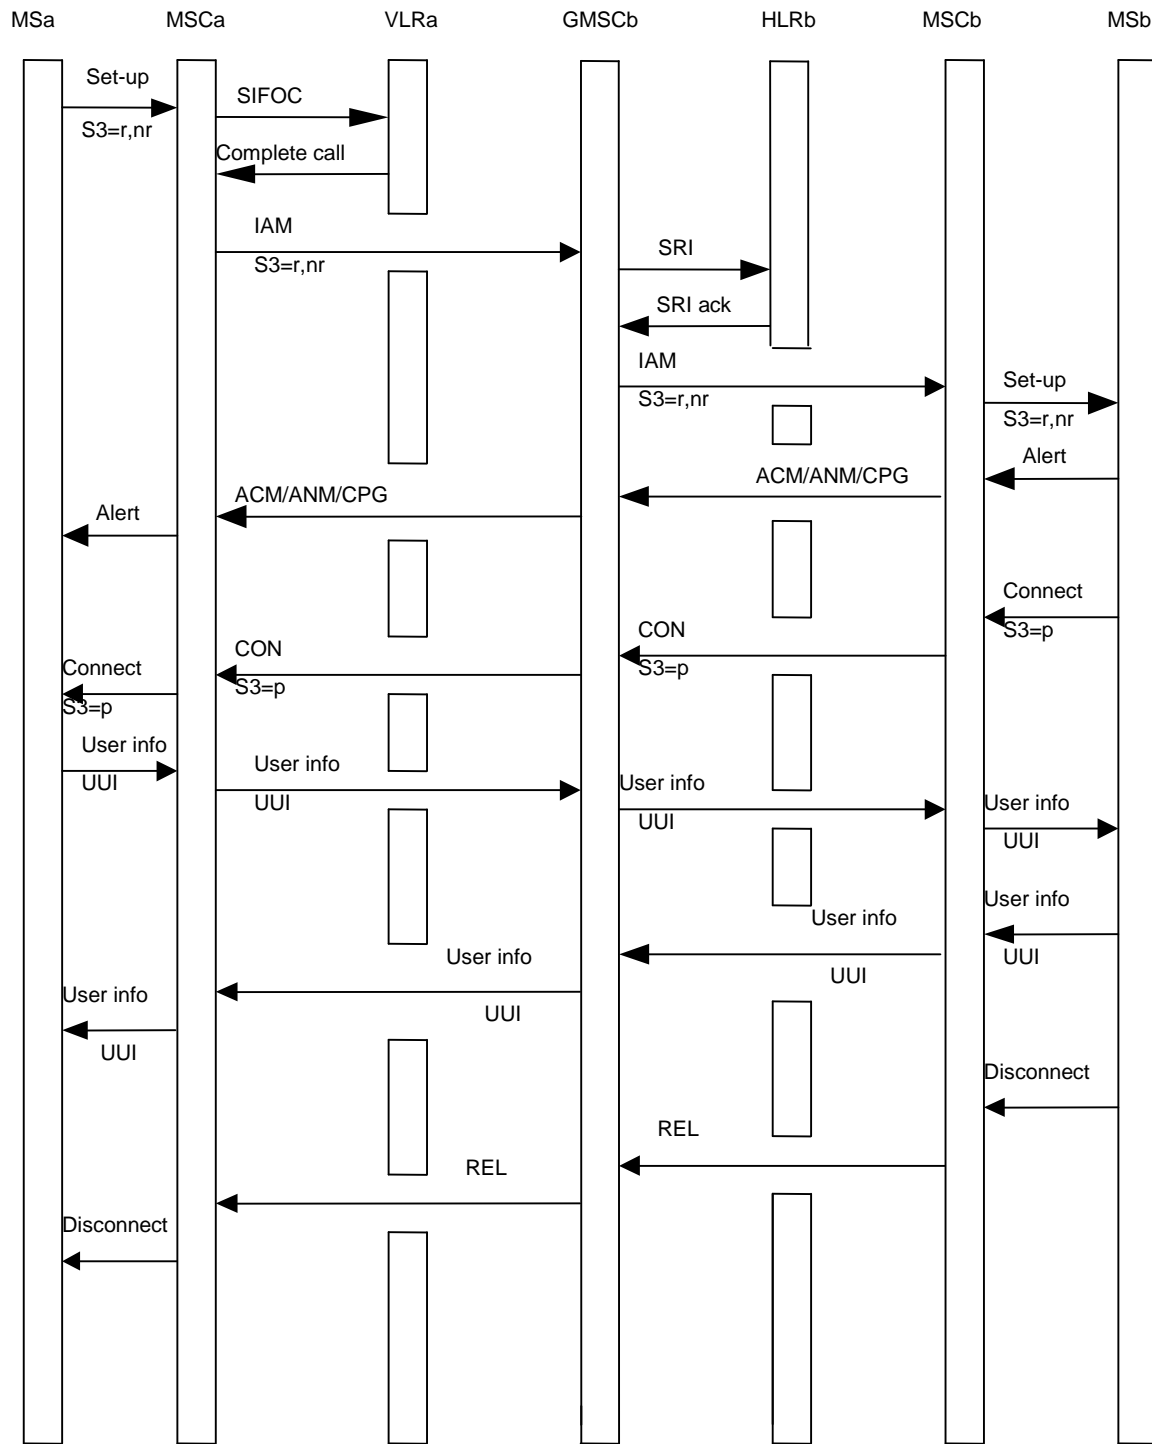 MSa MSCa VLRa GMSCb HLRb MSCb MSb
Set-up
SIFOC
S3=r,nr
Complete call
IAM
SRI
S3=r,nr
SRI ack
IAM
Set-up
S3=r,nr
S3=r,nr
Alert
ACM/ANM/CPG
ACM/ANM/CPG
Alert
Connect
CON
S3=p
CON
Connect
S3=p
S3=p
S3=p
User info
User info
UUI
User info
UUI
User info
UUI
UUI
User info
User info
User info
UUI
UUI
User info
UUI
UUI
Disconnect
REL
REL
Disconnect